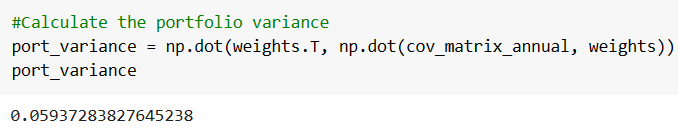 #Calculate the portfolio variance
port_variance = np.dot(weights.T, np.dot(cov_matrix_annual, weights))
port_variance
0.05937283827645238